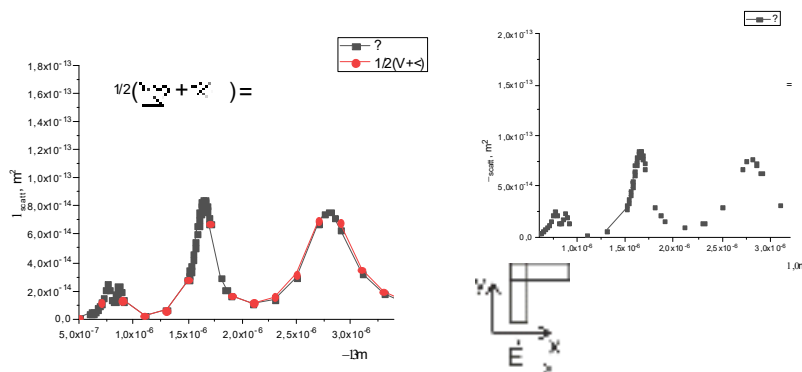 ?
1/2(V+<)
1,8x10⁻¹³
1,6x10⁻¹³
1,4x10⁻¹³
1,2x10⁻¹³
1,0x10⁻¹³
8,0x10⁻¹⁴
6,0x10⁻¹⁴
4,0x10⁻¹⁴
2,0x10⁻¹⁴
0,0
scatt, m²
1/2( + ) =
5,0x10⁻⁷ 1,0x10⁻⁶ 1,5x10⁻⁶ 2,0x10⁻⁶ 2,5x10⁻⁶ 3,0x10⁻⁶
?
2,0x10⁻¹³
1,5x10⁻¹³
1,0x10⁻¹³
5,0x10⁻¹⁴
0,0
scatt, m²
=
1,0x10⁻⁶ 1,5x10⁻⁶ 2,0x10⁻⁶ 2,5x10⁻⁶ 3,0x10⁻⁶
E
X